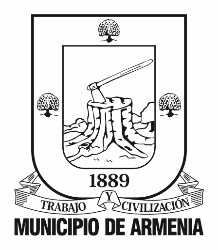 1889
TRABAJO Y CIVILIZACIÓN
MUNICIPIO DE ARMENIA